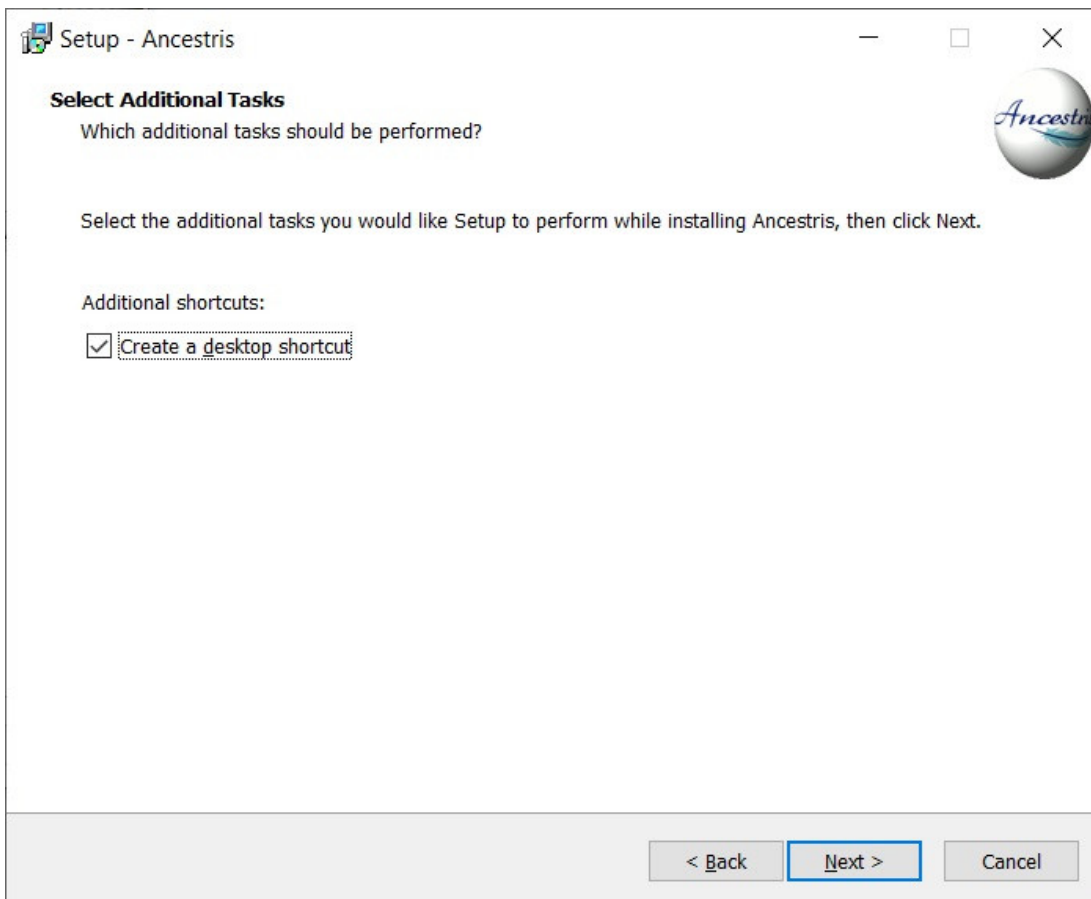 Setup - Ancestris
Select Additional Tasks
Which additional tasks should be performed?
Ancestri
Select the additional tasks you would like Setup to perform while installing Ancestris, then click Next.
Additional shortcuts:
Create a desktop shortcut
< Back
Next >
Cancel